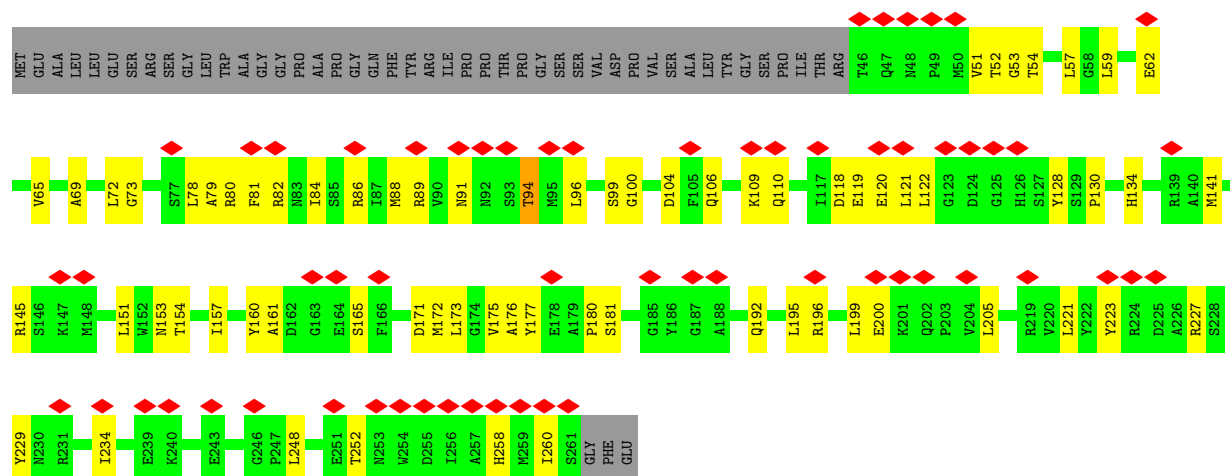 MET GLU ALA LEU LEU GLU SER ARG SER GLY LEU TRP ALA GLY GLY PRO ALA PRO GLY GLN PHE TYR ARG ILE PRO PRO THR PRO GLY SER SER VAL ASP PRO VAL SER ALA LEU TYR GLY SER PRO ILE THR ARG T46 Q47 N48 P49 M50 V51 T52 G53 T54 L57 G58 L59 E62
V65 A69 L72 G73 S77 L78 A79 R80 F81 R82 N83 I84 S85 R86 I87 M88 R89 V90 N91 N92 S93 T94 M95 L96 S99 G100 D104 F105 Q106 K109 Q110 I117 D118 E119 E120 L121 L122 G123 D124 G125 H126 S127 Y128 S129 P130 H134 R139 A140 M141
R145 S146 K147 M148 L151 W152 N153 T154 I157 Y160 A161 D162 G163 E164 S165 F166 D171 M172 L173 G174 V175 A176 Y177 E178 A179 P180 S181 G185 Y186 G187 A188 Q192 L195 R196 L199 E200 K201 Q202 P203 V204 L205 R219 V220 L221 Y222 Y223 R224 D225 A226 R227 S228
Y229 N230 R231 I234 E239 K240 E243 G246 P247 L248 E251 T252 N253 W254 D255 I256 A257 H258 M259 I260 S261 GLY PHE GLU